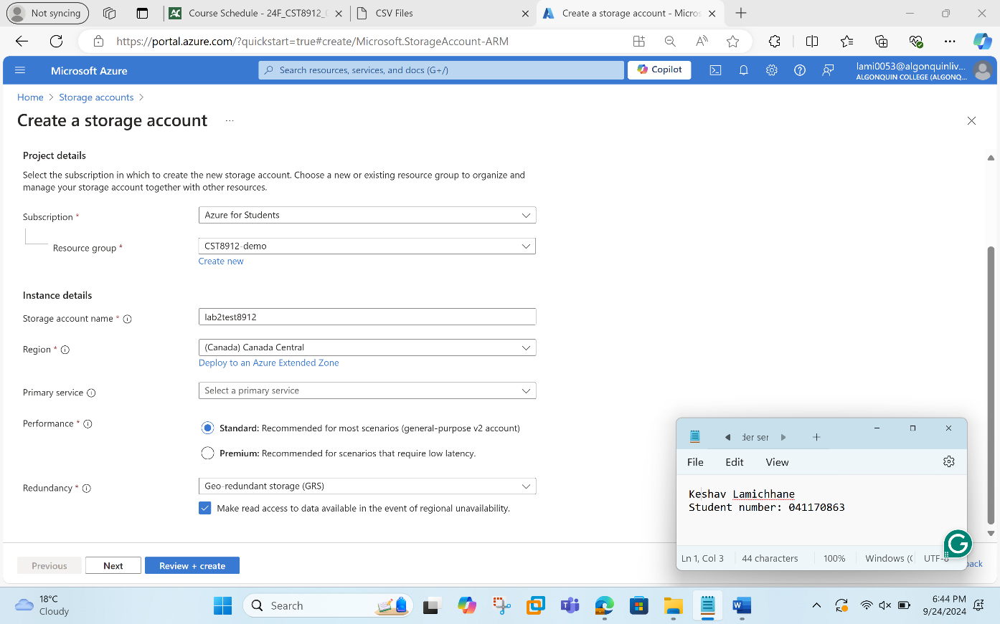 Not syncing
Course Schedule - 24F_CST8912_
CSV Files
Create a storage account - Micros
https://portal.azure.com/?quickstart=true#create/Microsoft.StorageAccount-ARM
Microsoft Azure
Search resources, services, and docs (G+/)
Copilot
lami0053@algonquinliv...
ALGONQUIN COLLEGE (ALGONQ...
Home > Storage accounts >
Create a storage account ...
Project details
Select the subscription in which to create the new storage account. Choose a new or existing resource group to organize and
manage your storage account together with other resources.
Subscription *
Azure for Students
Resource group *
CST8912-demo
Create new
Instance details
Storage account name *
lab2test8912
Region *
(Canada) Canada Central
Deploy to an Azure Extended Zone
Primary service
Select a primary service
Performance *
Standard: Recommended for most scenarios (general-purpose v2 account)
Premium: Recommended for scenarios that require low latency.
Redundancy *
Geo-redundant storage (GRS)
Make read access to data available in the event of regional unavailability.
Previous
Next
Review + create
der ser
File
Edit
View
Keshav Lamichhane
Student number: 041170863
Ln 1, Col 3
44 characters
100%
Windows (C
UTF-8
back
18°C
Cloudy
Search
6:44 PM
9/24/2024